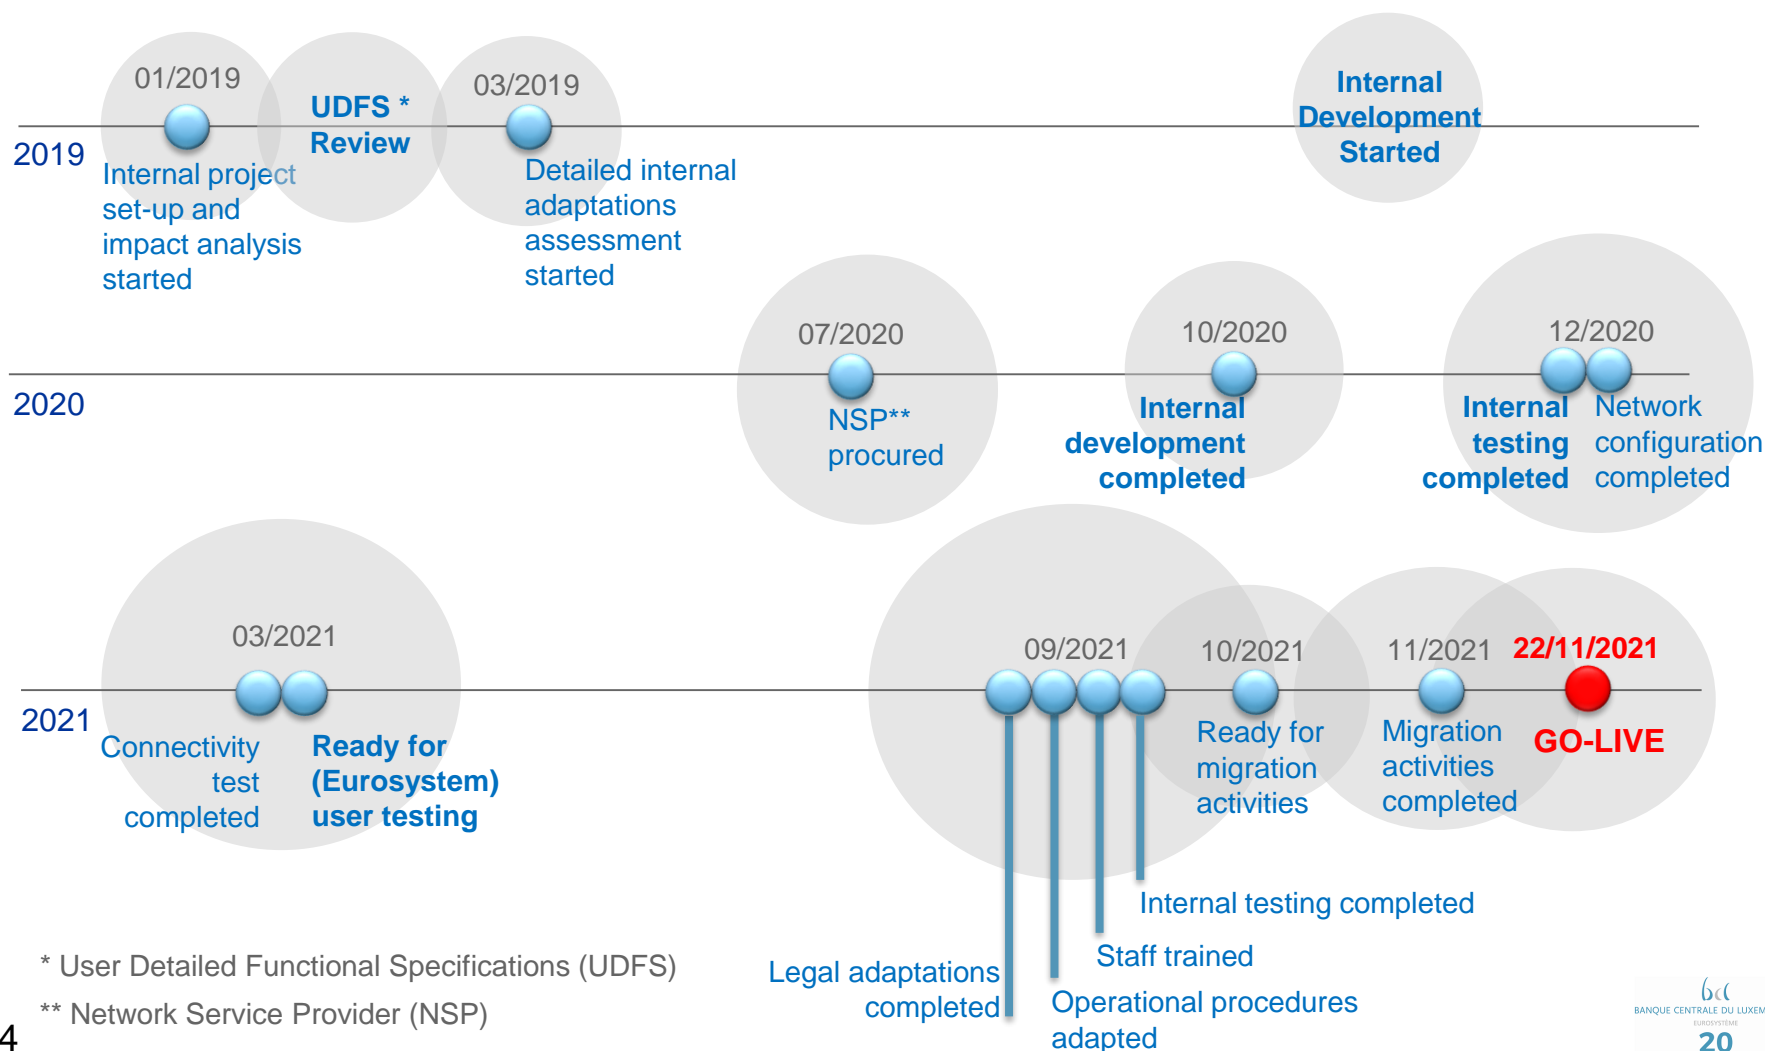 01/2019
UDFS *
Review
03/2019
Internal
Development
Started
2019
Internal project
set-up and
impact analysis
started
Detailed internal
adaptations
assessment
started
07/2020
10/2020
12/2020
2020
NSP**
procured
Internal
development
completed
Internal
testing
completed
Network
configuration
completed
03/2021
09/2021
10/2021
11/2021
22/11/2021
2021
Connectivity
test
completed
Ready for
(Eurosystem)
user testing
Ready for
migration
activities
Migration
activities
completed
GO-LIVE
Internal testing completed
Staff trained
Legal adaptations
completed
Operational procedures
adapted
* User Detailed Functional Specifications (UDFS)
** Network Service Provider (NSP)
4
bcl
BANQUE CENTRALE DU LUXEM
EUROSYSTÈME
20